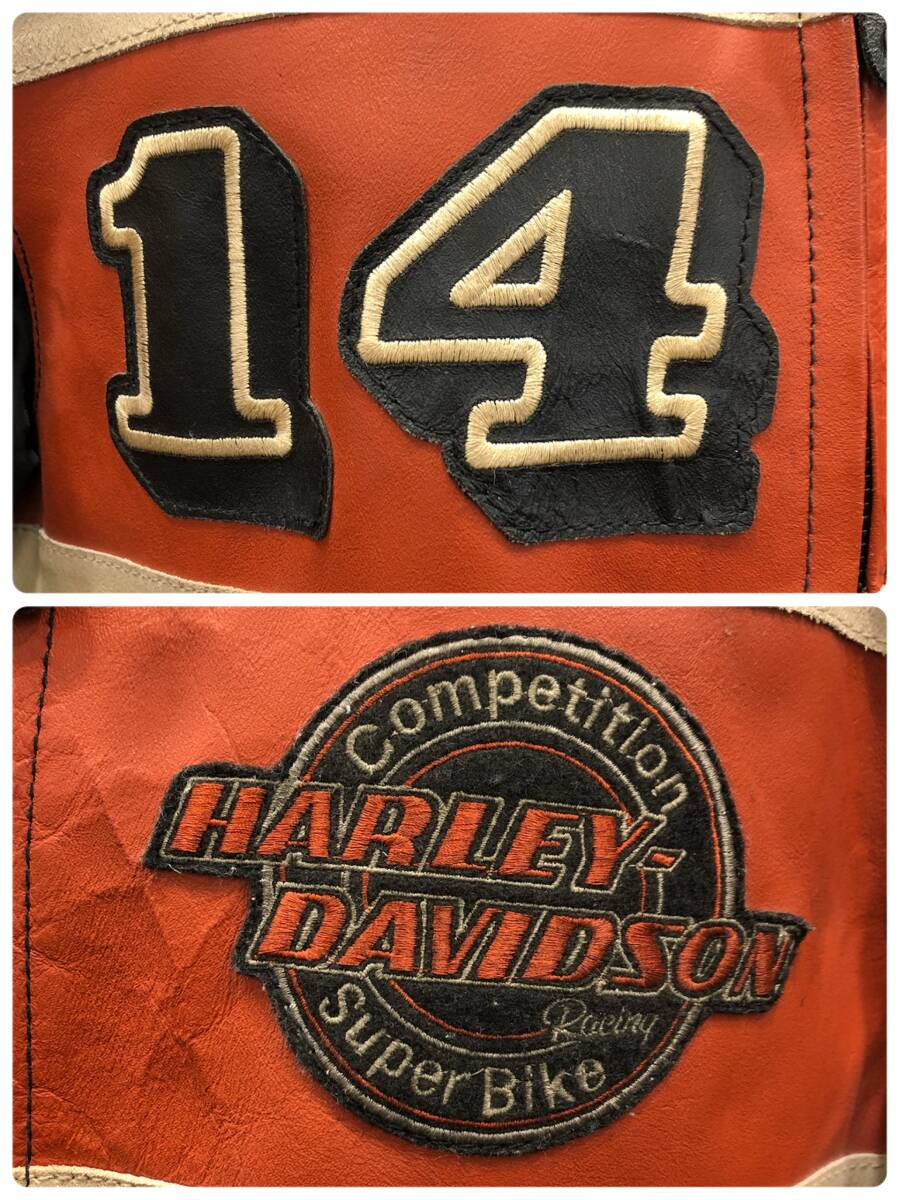 14
Competition
HARLEY-
DAVIDSON
Racing
Super Bike